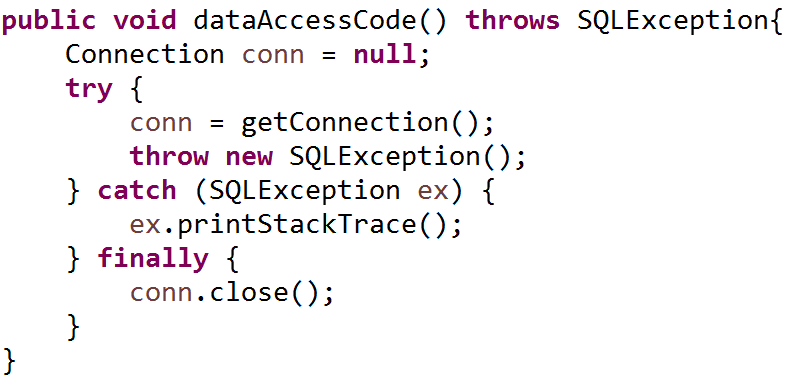 public void dataAccessCode() throws SQLException{
    Connection conn = null;
    try {
        conn = getConnection();
        throw new SQLException();
    } catch (SQLException ex) {
        ex.printStackTrace();
    } finally {
        conn.close();
    }
}